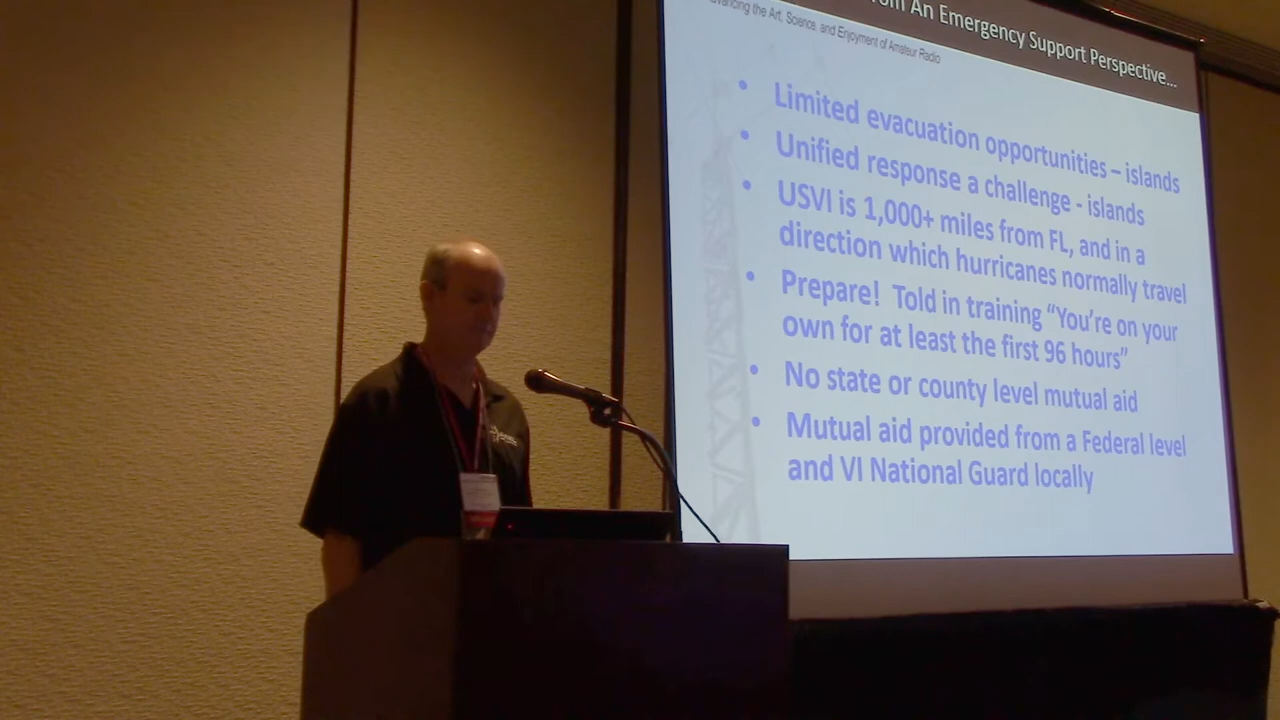 An Emergency Support Perspective...
the Art, Science, and Enjoyment of Amateur Radio
• Limited evacuation opportunities – islands
• Unified response a challenge - islands
• USVI is 1,000+ miles from FL, and in a
direction which hurricanes normally travel
• Prepare! Told in training “You’re on your
own for at least the first 96 hours”
• No state or county level mutual aid
• Mutual aid provided from a Federal level
and VI National Guard locally